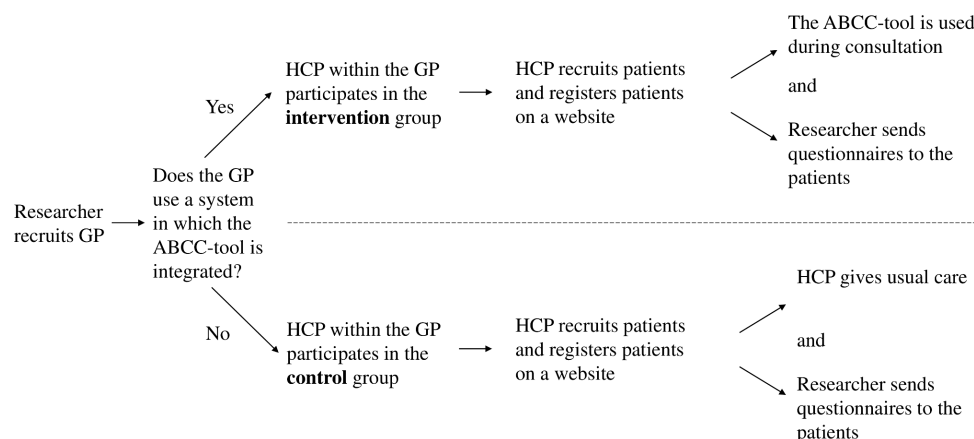 Researcher
recruits GP
Does the GP
use a system
in which the
ABCC-tool is
integrated?
Yes
HCP within the GP
participates in the
intervention group
HCP recruits patients
and registers patients
on a website
The ABCC-tool is used
during consultation
and
Researcher sends
questionnaires to the
patients
No
HCP within the GP
participates in the
control group
HCP recruits patients
and registers patients
on a website
HCP gives usual care
and
Researcher sends
questionnaires to the
patients